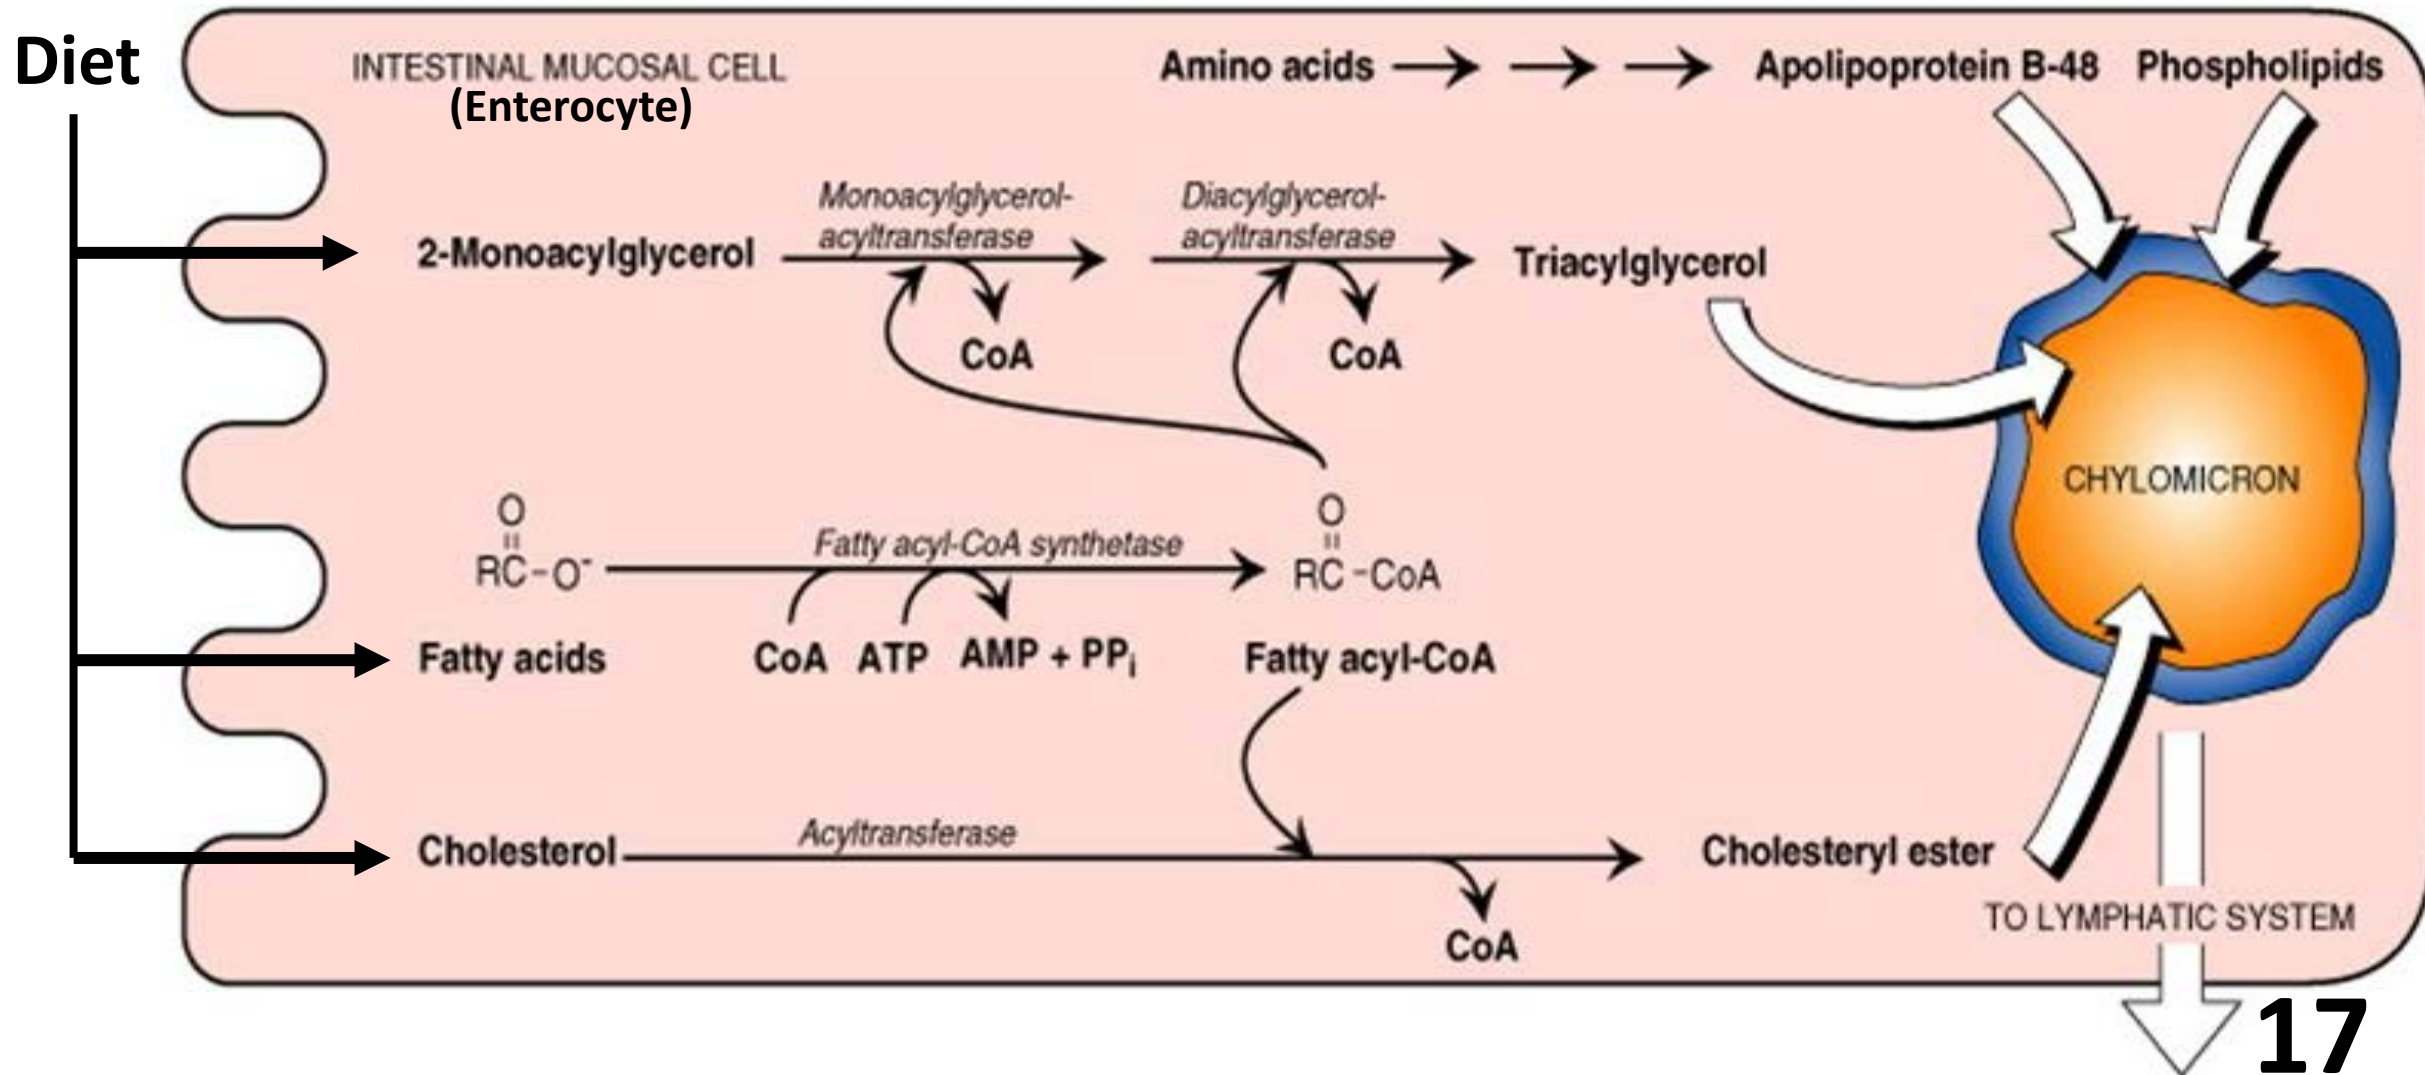 Diet
INTESTINAL MUCOSAL CELL
(Enterocyte)
Amino acids
Apolipoprotein B-48
Phospholipids
2-Monoacylglycerol
Monoacylglycerol-
acyltransferase
CoA
Diacylglycerol-
acyltransferase
CoA
Triacylglycerol
CHYLOMICRON
O
RC-O-
Fatty acids
Fatty acyl-CoA synthetase
CoA
ATP
AMP + PPi
O
RC-CoA
Fatty acyl-CoA
Cholesterol
Acyltransferase
CoA
Cholesteryl ester
TO LYMPHATIC SYSTEM
17